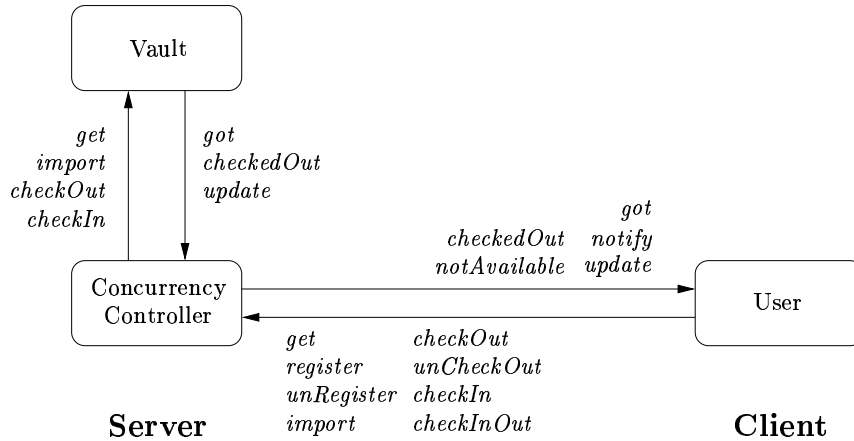 Vault
get
import
checkOut
checkIn
got
checkedOut
update
got
checkedOut notify
notAvailable update
Concurrency
Controller
User
get checkOut
register unCheckOut
unRegister checkIn
import checkInOut
Server
Client